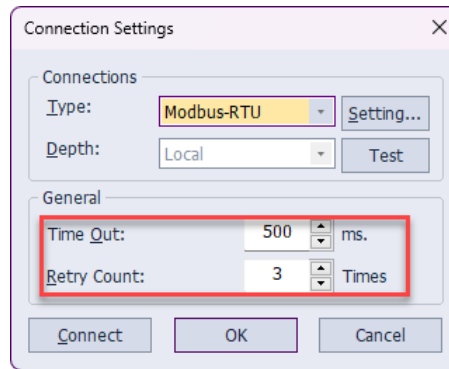 Connection Settings
Connections
Type: Modbus-RTU Setting...
Depth: Local Test
General
Time Out: 500 ms.
Retry Count: 3 Times
Connect OK Cancel